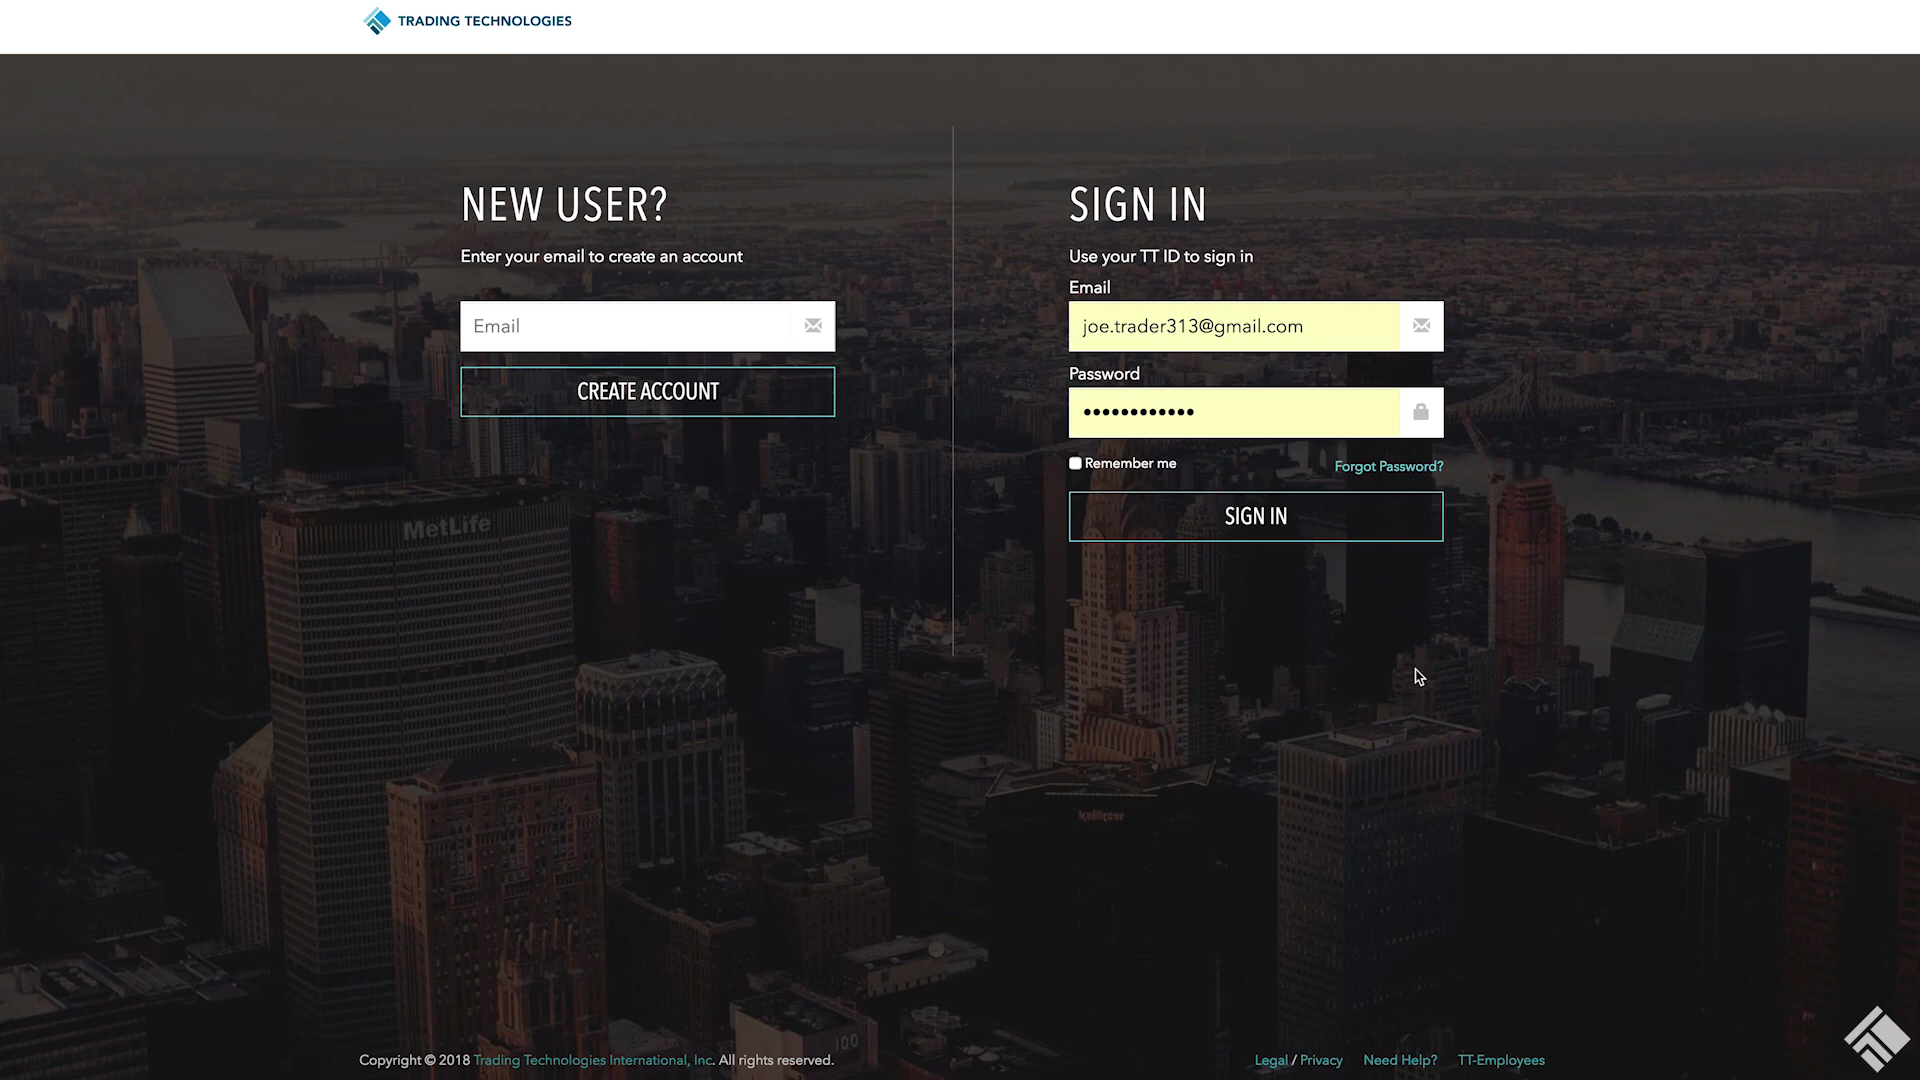 TRADING TECHNOLOGIES
NEW USER?
Enter your email to create an account
Email
CREATE ACCOUNT
SIGN IN
Use your TT ID to sign in
Email
joe.trader313@gmail.com
Password
••••••••••••
Remember me
Forgot Password?
SIGN IN
MetLife
100
Copyright © 2018 Trading Technologies International, Inc. All rights reserved.
Legal / Privacy
Need Help?
TT-Employees